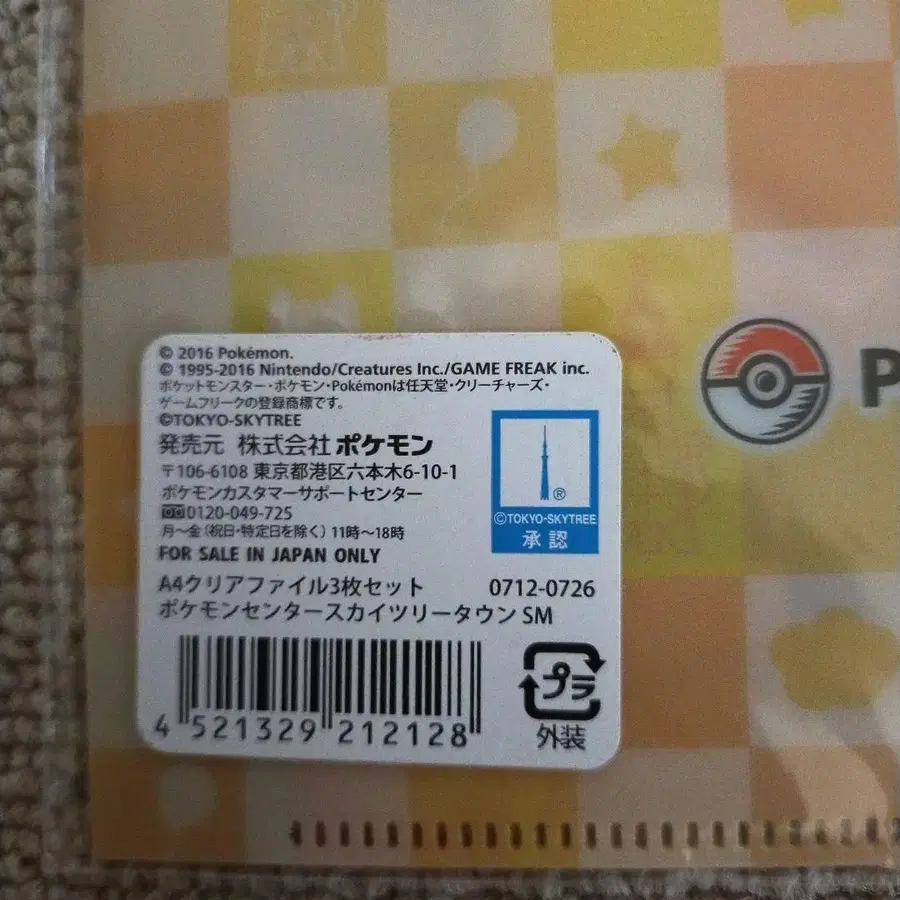 © 2016 Pokémon.
© 1995-2016 Nintendo/Creatures Inc./GAME FREAK inc.
ポケットモンスター・ポケモン・Pokémonは任天堂・クリーチャーズ・
ゲームフリークの登録商標です。
©TOKYO-SKYTREE
発売元 株式会社 ポケモン
〒106-6108 東京都港区六本木6-10-1
ポケモンカスタマーサポートセンター
0120-049-725
月〜金(祝日・特定日を除く) 11時〜18時
FOR SALE IN JAPAN ONLY
®
©TOKYO-SKYTREE
承認
A4クリアファイル3枚セット 0712-0726
ポケモンセンタースカイツリータウン SM
4 521329 212128
プラ
外装
P